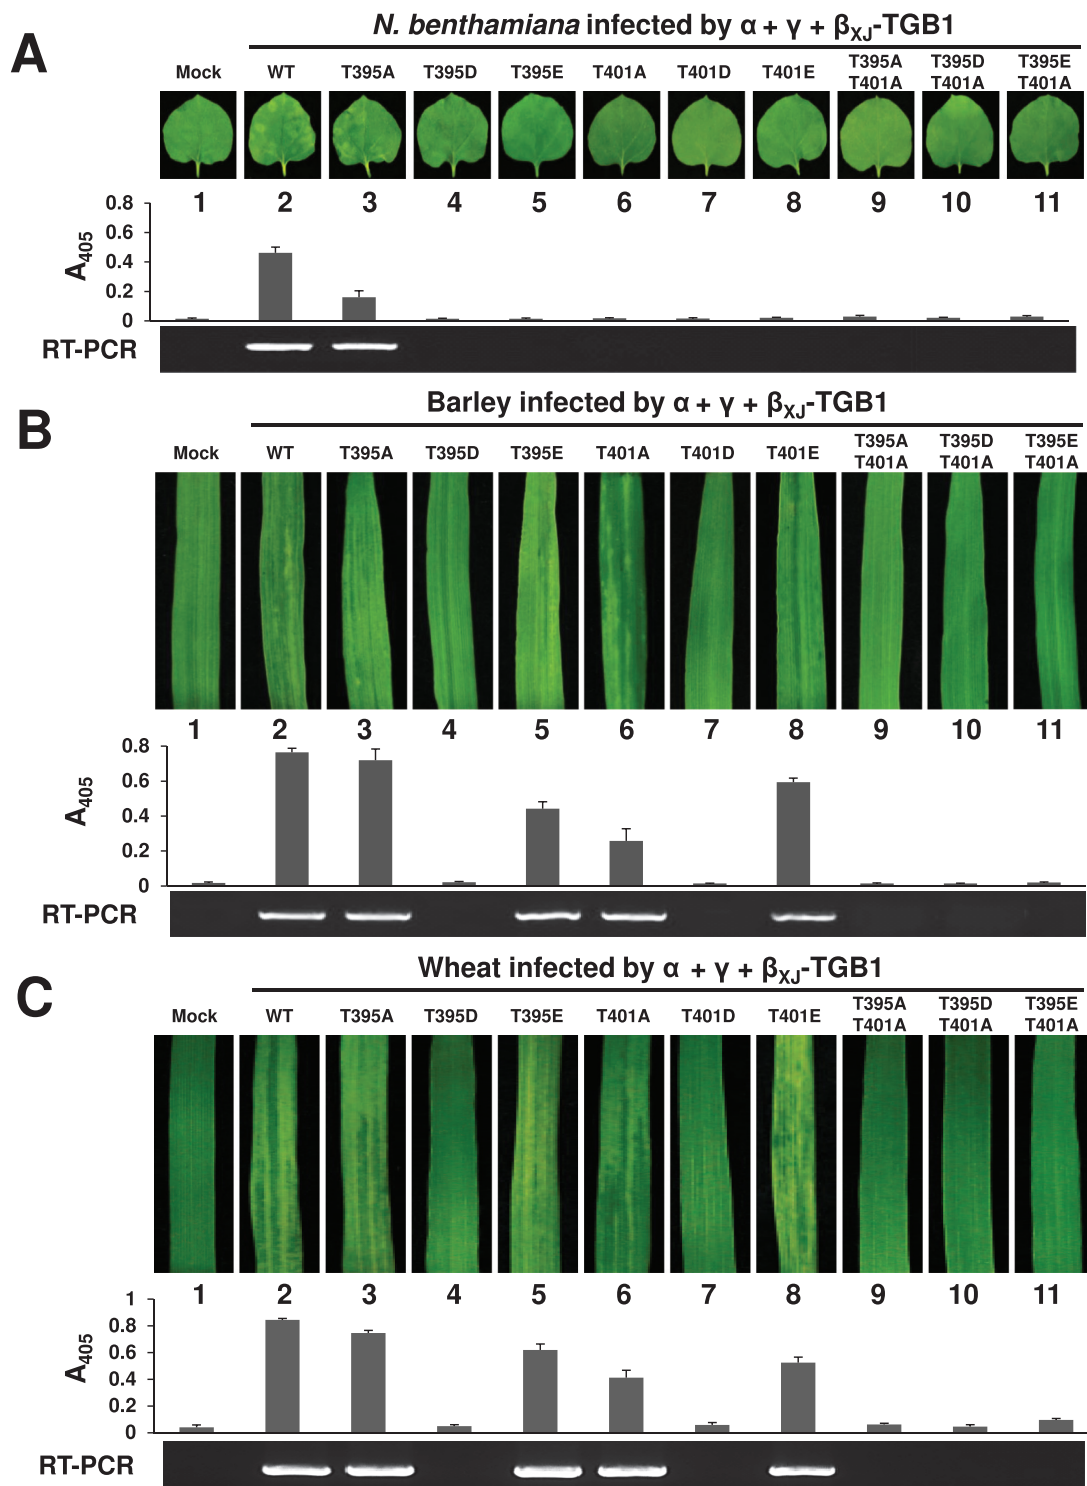 A
N. benthamiana infected by α + γ + βXJ-TGB1
Mock WT T395A T395D T395E T401A T401D T401E T395A T401A T395D T401A T395E T401A
1 2 3 4 5 6 7 8 9 10 11
0.8
0.6
0.4
0.2
0
A405
RT-PCR
B
Barley infected by α + γ + βXJ-TGB1
Mock WT T395A T395D T395E T401A T401D T401E T395A T401A T395D T401A T395E T401A
1 2 3 4 5 6 7 8 9 10 11
0.8
0.6
0.4
0.2
0
A405
RT-PCR
C
Wheat infected by α + γ + βXJ-TGB1
Mock WT T395A T395D T395E T401A T401D T401E T395A T401A T395D T401A T395E T401A
1 2 3 4 5 6 7 8 9 10 11
1
0.8
0.6
0.4
0.2
0
A405
RT-PCR